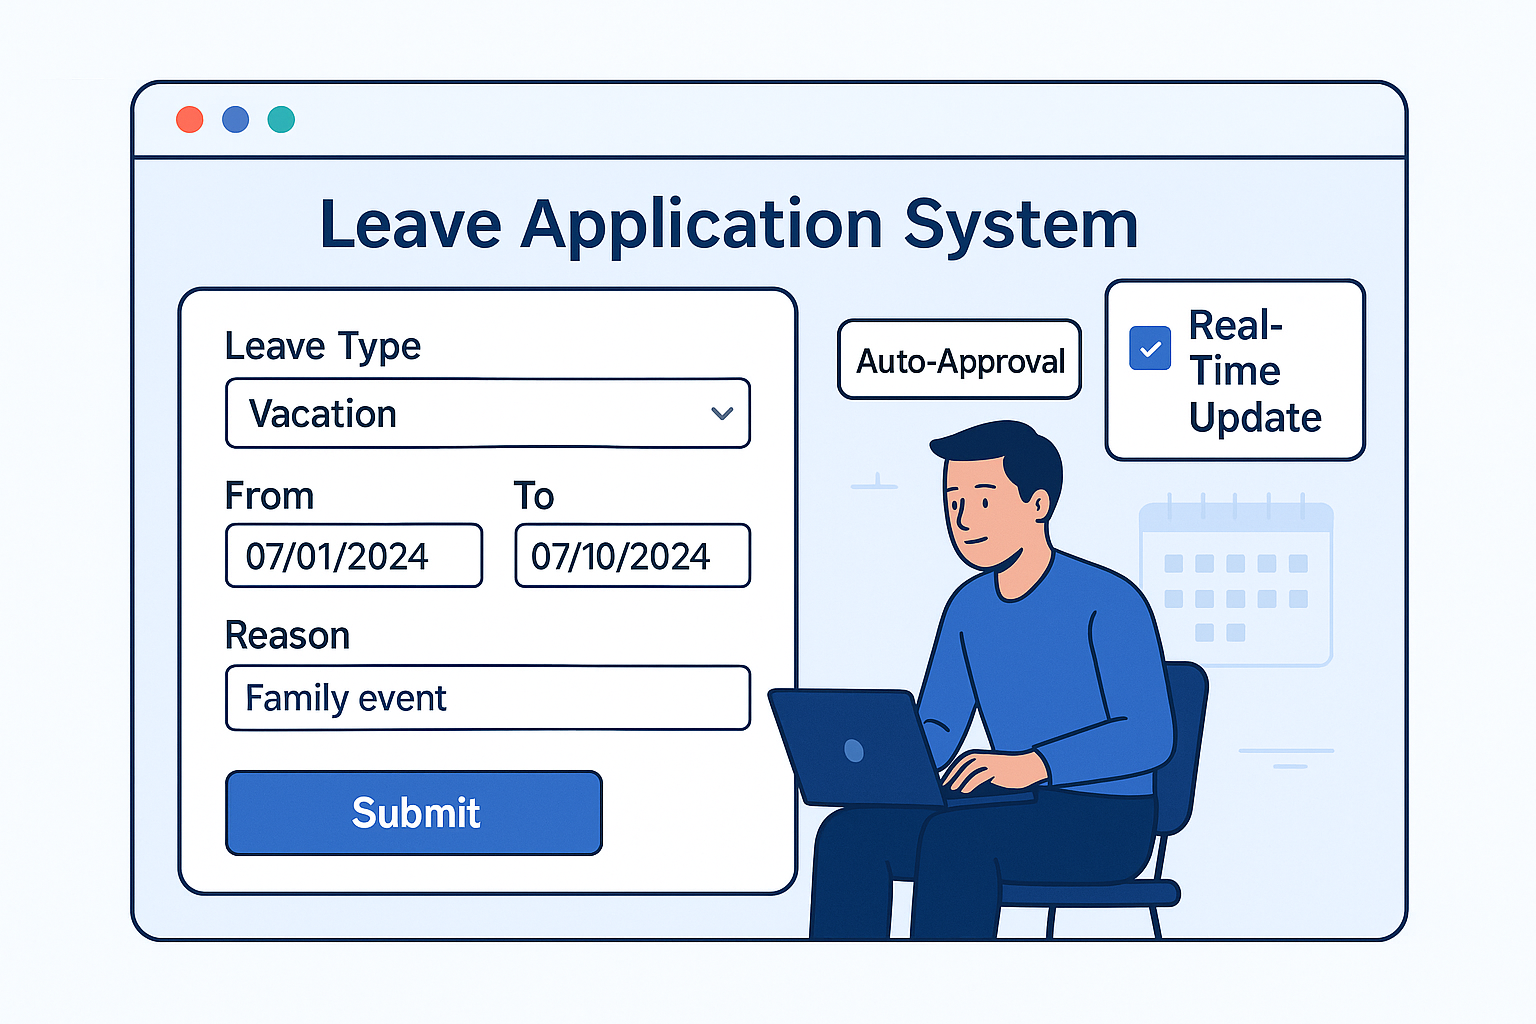 Leave Application System
Leave Type
Vacation
From
To
07/01/2024
07/10/2024
Reason
Family event
Submit
Auto-Approval
Real-
Time
Update